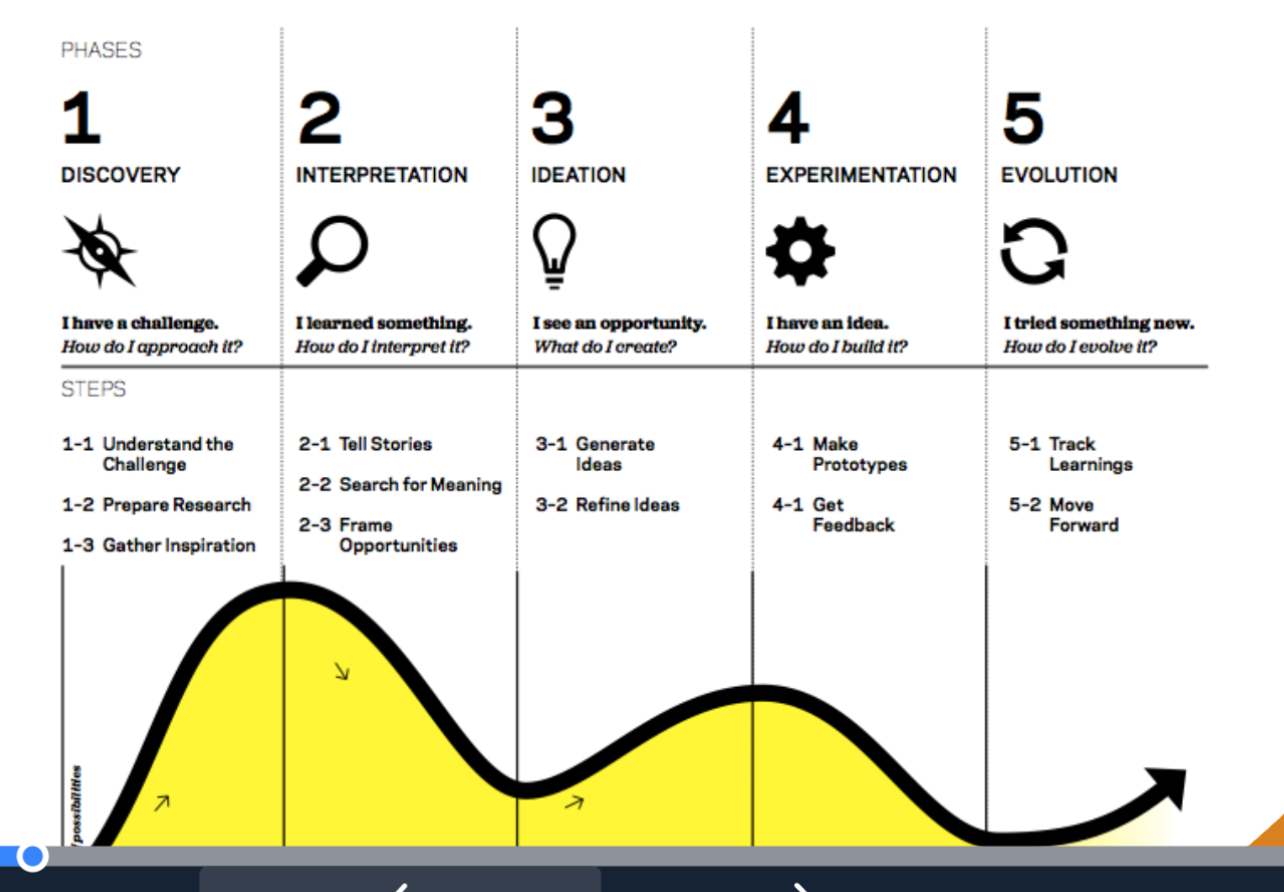 PHASES
1
DISCOVERY
I have a challenge.
How do I approach it?
2
INTERPRETATION
I learned something.
How do I interpret it?
3
IDEATION
I see an opportunity.
What do I create?
4
EXPERIMENTATION
I have an idea.
How do I build it?
5
EVOLUTION
I tried something new.
How do I evolve it?
STEPS
1-1 Understand the
Challenge
1-2 Prepare Research
1-3 Gather Inspiration
2-1 Tell Stories
2-2 Search for Meaning
2-3 Frame
Opportunities
3-1 Generate
Ideas
3-2 Refine Ideas
4-1 Make
Prototypes
4-1 Get
Feedback
5-1 Track
Learnings
5-2 Move
Forward
possibilities